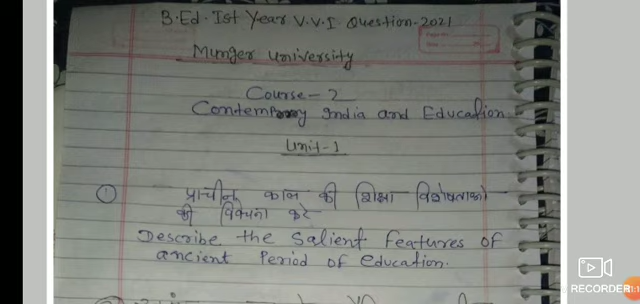 B.Ed. Ist Year V.V.I Question-2021
Munger University
Course-2
Contemporary India and Education
Unit-1
① प्राचीन काल की शिक्षा विशेषताओ
की विवेचना करे
Describe the salient features of
ancient Period of education.
RECORDER